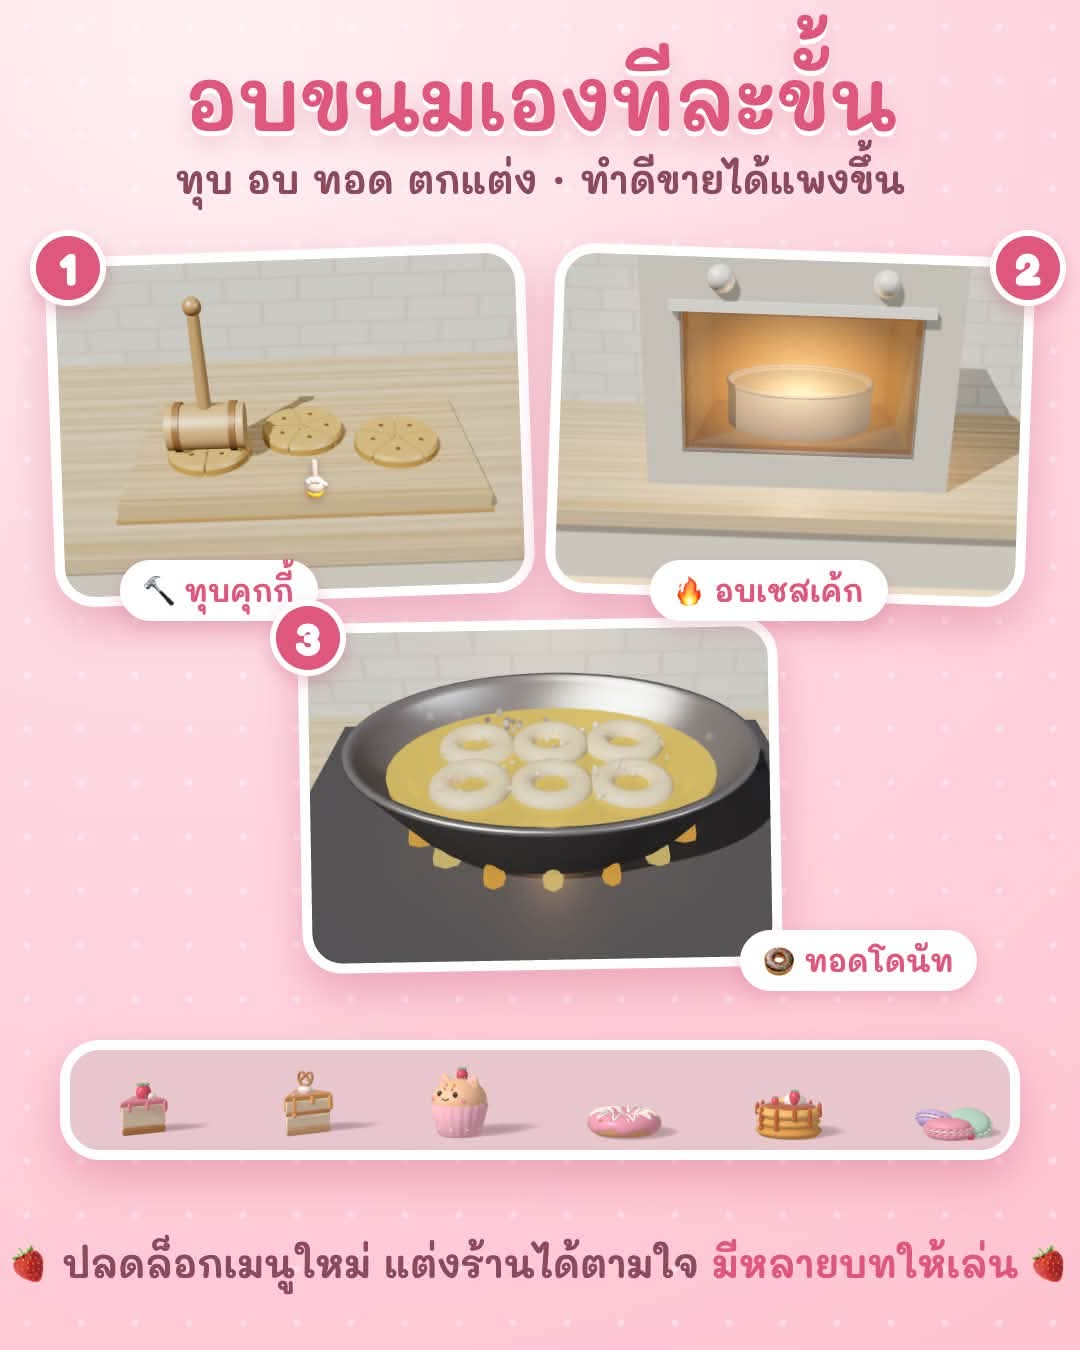 อบขนมเองทีละขั้น
ทุบ อบ ทอด ตกแต่ง · ทำดีขายได้แพงขึ้น
1
2
ทุบคุกกี้
อบเชสเค้ก
3
ทอดโดนัท
ปลดล็อกเมนูใหม่ แต่งร้านได้ตามใจ มีหลายบทให้เล่น